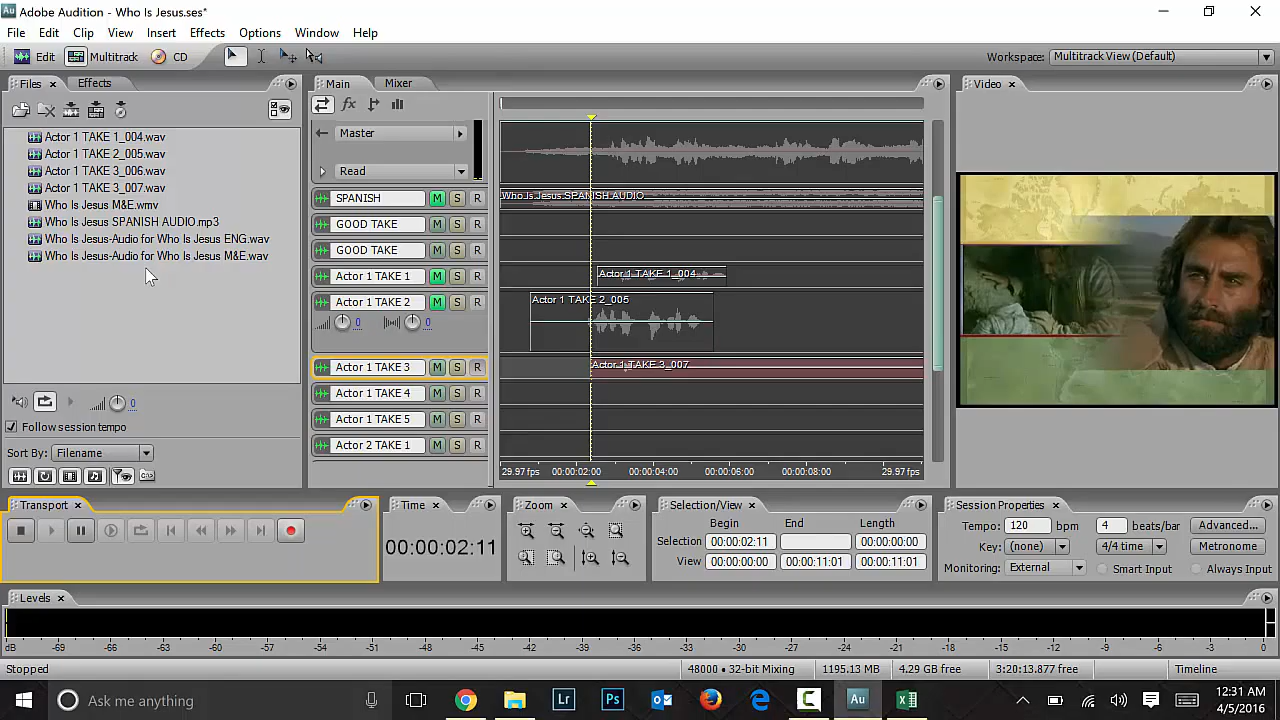 Au Adobe Audition - Who Is Jesus.ses*
File Edit Clip View Insert Effects Options Window Help
Edit Multitrack CD Workspace: Multitrack View (Default)
Files Effects
Actor 1 TAKE 1_004.wav
Actor 1 TAKE 2_005.wav
Actor 1 TAKE 3_006.wav
Actor 1 TAKE 3_007.wav
Who Is Jesus M&E.wmv
Who Is Jesus SPANISH AUDIO.mp3
Who Is Jesus-Audio for Who Is Jesus ENG.wav
Who Is Jesus-Audio for Who Is Jesus M&E.wav
0
Follow session tempo
Sort By: Filename
Main Mixer
fx
Master
Read
SPANISH M S R
GOOD TAKE M S R
GOOD TAKE M S R
Actor 1 TAKE 1 M S R
Actor 1 TAKE 2 M S R
0 0
Actor 1 TAKE 3 M S R
Actor 1 TAKE 4 M S R
Actor 1 TAKE 5 M S R
Actor 2 TAKE 1 M S R
Who Is Jesus SPANISH AUDIO
Actor 1 TAKE 1_004
Actor 1 TAKE 2_005
Actor 1 TAKE 3_007
29.97 fps 00:00:02:00 00:00:04:00 00:00:06:00 00:00:08:00 29.97 fps
Video
Transport
Time
00:00:02:11
Zoom
Selection/View
Begin End Length
Selection 00:00:02:11 00:00:00:00
View 00:00:00:00 00:00:11:01 00:00:11:01
Session Properties
Tempo: 120 bpm 4 beats/bar Advanced...
Key: (none) 4/4 time Metronome
Monitoring: External Smart Input Always Input
Levels
dB -69 -66 -63 -60 -57 -54 -51 -48 -45 -42 -39 -36 -33 -30 -27 -24 -21 -18 -15 -12 -9 -6 -3 0
Stopped 48000 • 32-bit Mixing 1195.13 MB 4.29 GB free 3:20:13.877 free Timeline
Ask me anything
Lr Ps Au
12:31 AM
4/5/2016